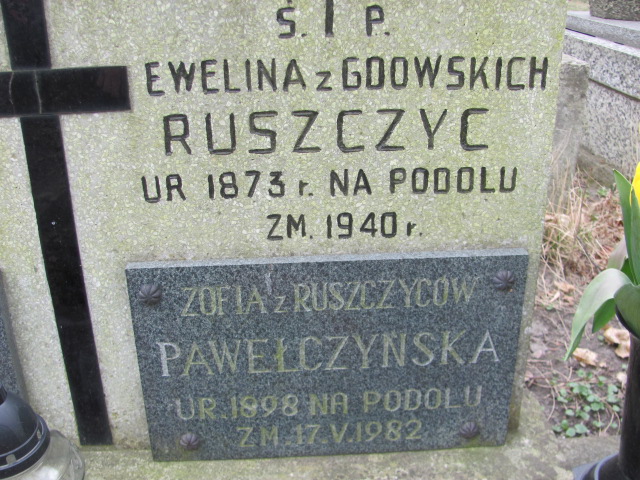 Ś. † P.
EWELINA z GDOWSKICH
RUSZCZYC
UR 1873 r. NA PODOLU
ZM. 1940 r.
ZOFIA z RUSZCZYCÓW
PAWEŁCZYŃSKA
UR. 1898 NA PODOLU
ZM. 17.V.1982